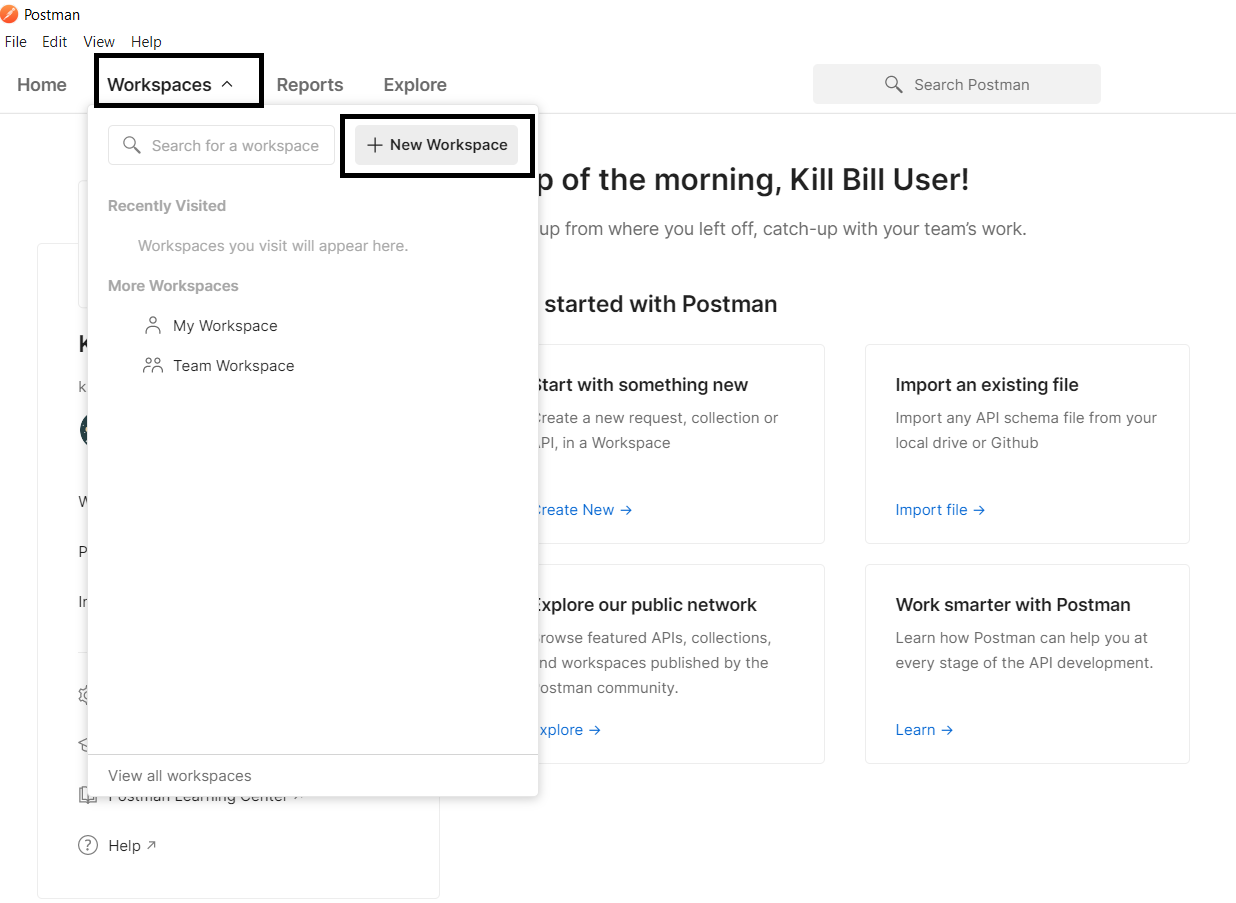 Postman
File Edit View Help
Home Workspaces Reports Explore
Search Postman
Search for a workspace
New Workspace
Recently Visited
Workspaces you visit will appear here.
More Workspaces
My Workspace
Team Workspace
View all workspaces
of the morning, Kill Bill User!
up from where you left off, catch-up with your team's work.
started with Postman
Start with something new
Create a new request, collection or
API, in a Workspace
Create New →
Import an existing file
Import any API schema file from your
local drive or Github
Import file →
Explore our public network
Browse featured APIs, collections,
and workspaces published by the
Postman community.
Explore →
Work smarter with Postman
Learn how Postman can help you at
every stage of the API development.
Learn →
Postman Learning Center
Help ↗